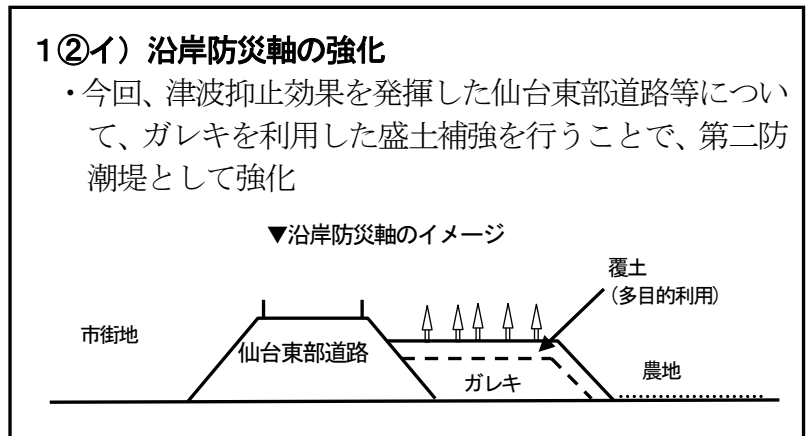 1②イ）沿岸防災軸の強化
・今回、津波抑止効果を発揮した仙台東部道路等につい
て、ガレキを利用した盛土補強を行うことで、第二防
潮堤として強化
▼沿岸防災軸のイメージ
覆土
（多目的利用）
市街地
仙台東部道路
農地
ガレキ